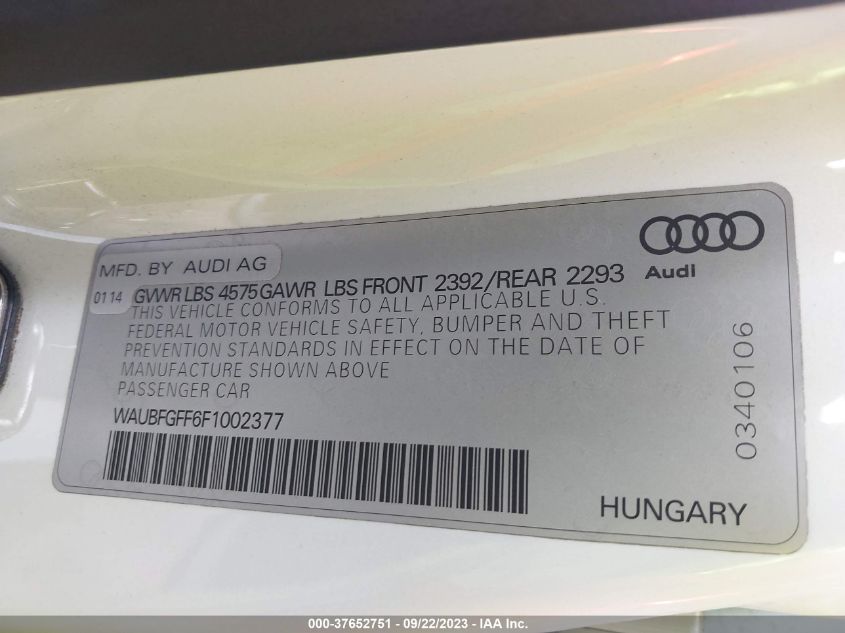 MFD. BY AUDI AG
Audi
01 14 GVWR LBS 4575 GAWR LBS FRONT 2392/REAR 2293
THIS VEHICLE CONFORMS TO ALL APPLICABLE U.S.
FEDERAL MOTOR VEHICLE SAFETY, BUMPER AND THEFT
PREVENTION STANDARDS IN EFFECT ON THE DATE OF
MANUFACTURE SHOWN ABOVE
PASSENGER CAR
WAUBFGFF6F1002377
0340106
HUNGARY
000-37652751 - 09/22/2023 - IAA Inc.